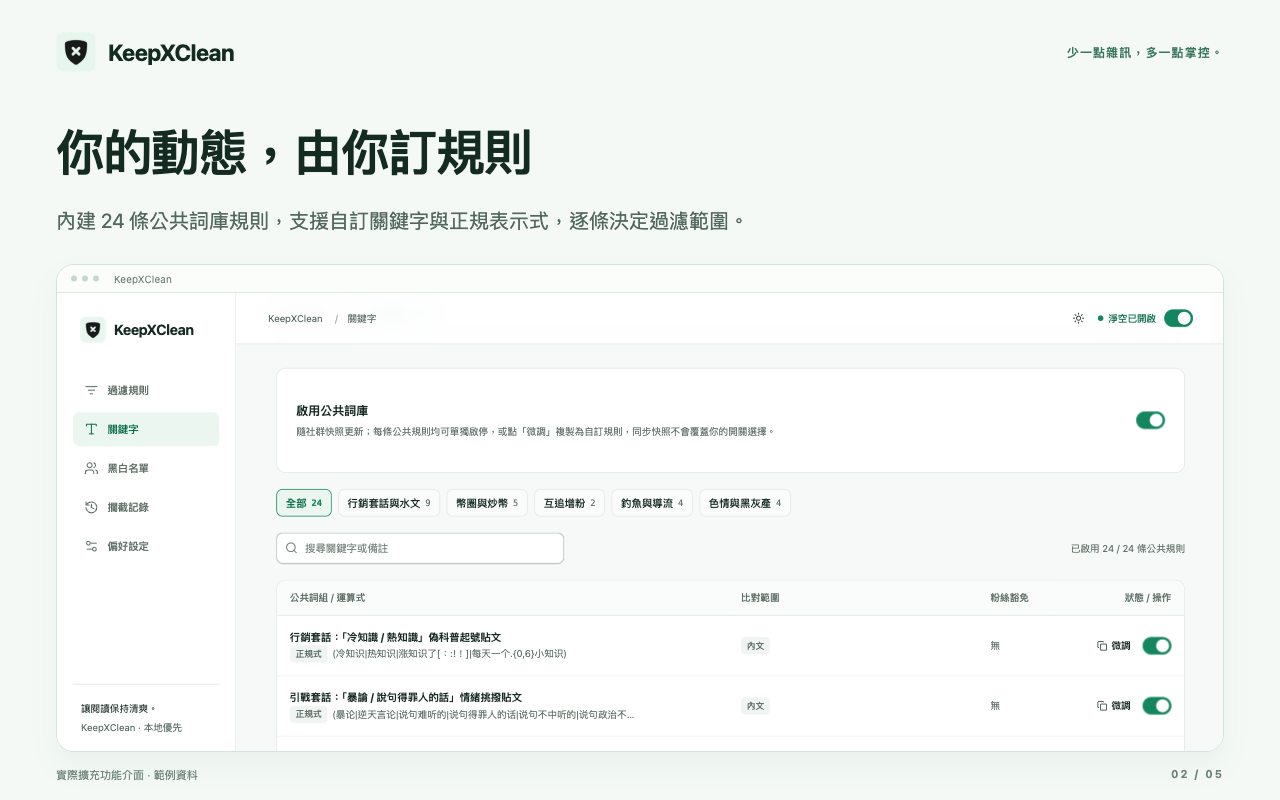 KeepXClean
少一點雜訊，多一點掌控。
你的動態，由你訂規則
內建 24 條公共詞庫規則，支援自訂關鍵字與正規表示式，逐條決定過濾範圍。
KeepXClean
KeepXClean
KeepXClean / 關鍵字
淨空已開啟
過濾規則
關鍵字
黑白名單
攔截記錄
偏好設定
讓閱讀保持清爽。
KeepXClean · 本地優先
啟用公共詞庫
隨社群快照更新；每條公共規則均可單獨啟停，或點「微調」複製為自訂規則，同步快照不會覆蓋你的開關選擇。
全部 24
行銷套話與水文 9
幣圈與炒幣 5
互追增粉 2
釣魚與導流 4
色情與黑灰產 4
搜尋關鍵字或備註
已啟用 24 / 24 條公共規則
公共詞組 / 運算式
比對範圍
粉絲豁免
狀態 / 操作
行銷套話：「冷知識 / 熱知識」偽科普起號貼文
正規式 (冷知识|热知识|涨知识了[：:!！]|每天一个.{0,6}小知识)
內文
無
微調
引戰套話：「暴論 / 說句得罪人的話」情緒挑撥貼文
正規式 (暴论|逆天言论|说句难听的|说句得罪人的话|说句不中听的|说句政治不...
內文
無
微調
實際擴充功能介面 · 範例資料
02 / 05